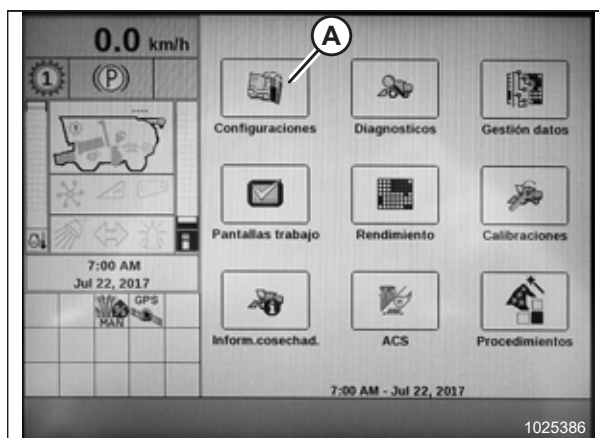 0.0 km/h
A
1
P
Configuraciones
Diagnosticos
Gestión datos
Pantallas trabajo
Rendimiento
Calibraciones
7:00 AM
Jul 22, 2017
GPS
MAN
Inform.cosechad.
ACS
Procedimientos
7:00 AM - Jul 22, 2017
1025386